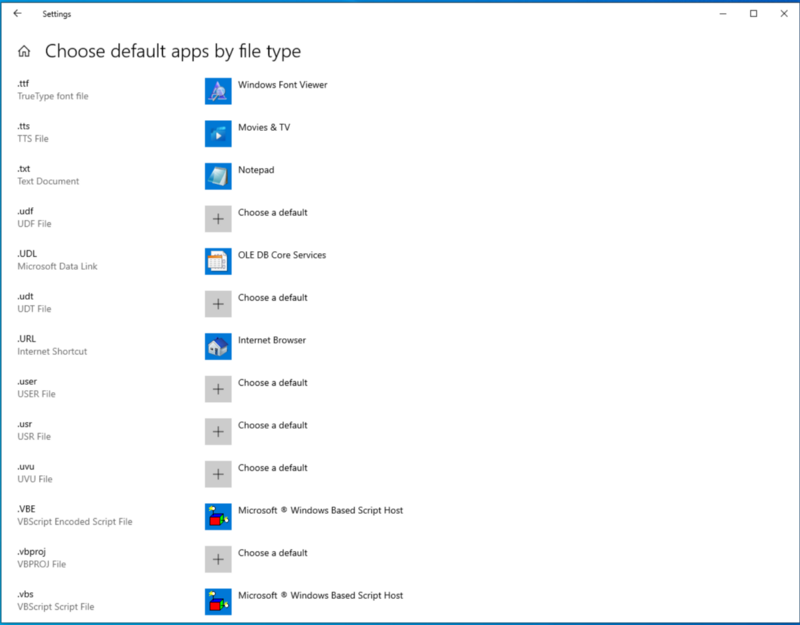 Settings
Choose default apps by file type
.ttf
TrueType font file
Windows Font Viewer
.tts
TTS File
Movies & TV
.txt
Text Document
Notepad
.udf
UDF File
Choose a default
.UDL
Microsoft Data Link
OLE DB Core Services
.udt
UDT File
Choose a default
.URL
Internet Shortcut
Internet Browser
.user
USER File
Choose a default
.usr
USR File
Choose a default
.uvu
UVU File
Choose a default
.VBE
VBScript Encoded Script File
Microsoft ® Windows Based Script Host
.vbproj
VBPROJ File
Choose a default
.vbs
VBScript Script File
Microsoft ® Windows Based Script Host